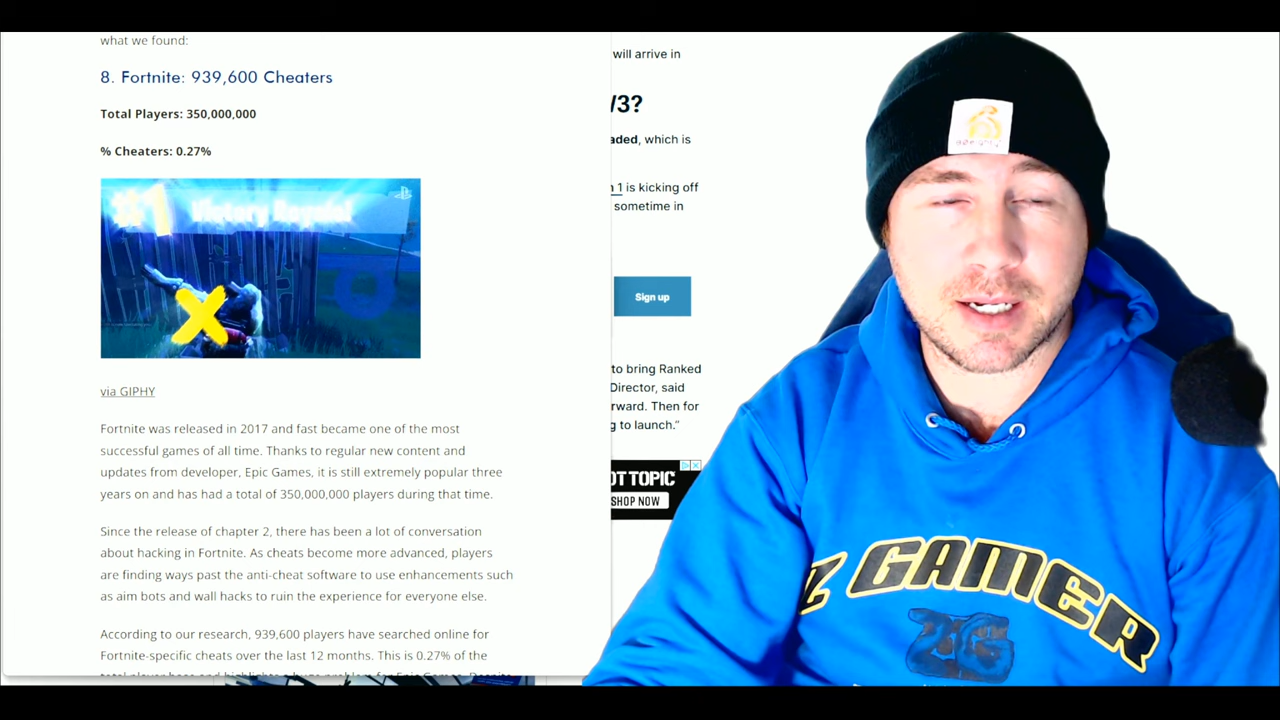 what we found:
8. Fortnite: 939,600 Cheaters
Total Players: 350,000,000
% Cheaters: 0.27%
#1 Victory Royale
via GIPHY
Fortnite was released in 2017 and fast became one of the most
successful games of all time. Thanks to regular new content and
updates from developer, Epic Games, it is still extremely popular three
years on and has had a total of 350,000,000 players during that time.
Since the release of chapter 2, there has been a lot of conversation
about hacking in Fortnite. As cheats become more advanced, players
are finding ways past the anti-cheat software to use enhancements such
as aim bots and wall hacks to ruin the experience for everyone else.
According to our research, 939,600 players have searched online for
Fortnite-specific cheats over the last 12 months. This is 0.27% of the
will arrive in
/3?
aded, which is
1 is kicking off
sometime in
Sign up
to bring Ranked
Director, said
rward. Then for
g to launch.”
OT TOPIC
SHOP NOW
Z GAMER
ZG